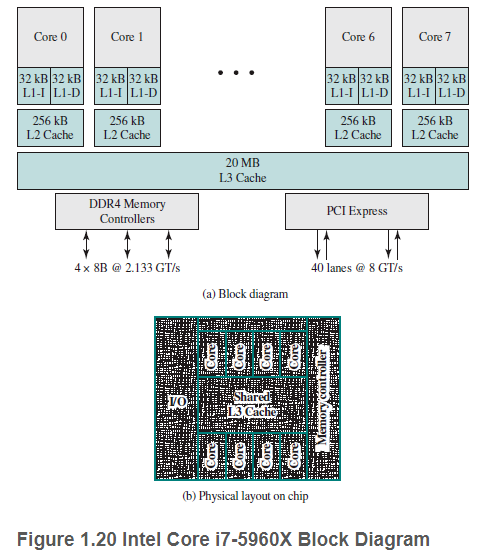 Core 0
Core 1
Core 6
Core 7
32 kB 32 kB
L1-I L1-D
32 kB 32 kB
L1-I L1-D
32 kB 32 kB
L1-I L1-D
32 kB 32 kB
L1-I L1-D
256 kB
L2 Cache
256 kB
L2 Cache
256 kB
L2 Cache
256 kB
L2 Cache
• • •
20 MB
L3 Cache
DDR4 Memory
Controllers
PCI Express
4 × 8B @ 2.133 GT/s
40 lanes @ 8 GT/s
(a) Block diagram
Core
Core
Core
Core
I/O
Shared
L3 Cache
Memory controller
Core
Core
Core
Core
(b) Physical layout on chip
Figure 1.20 Intel Core i7-5960X Block Diagram